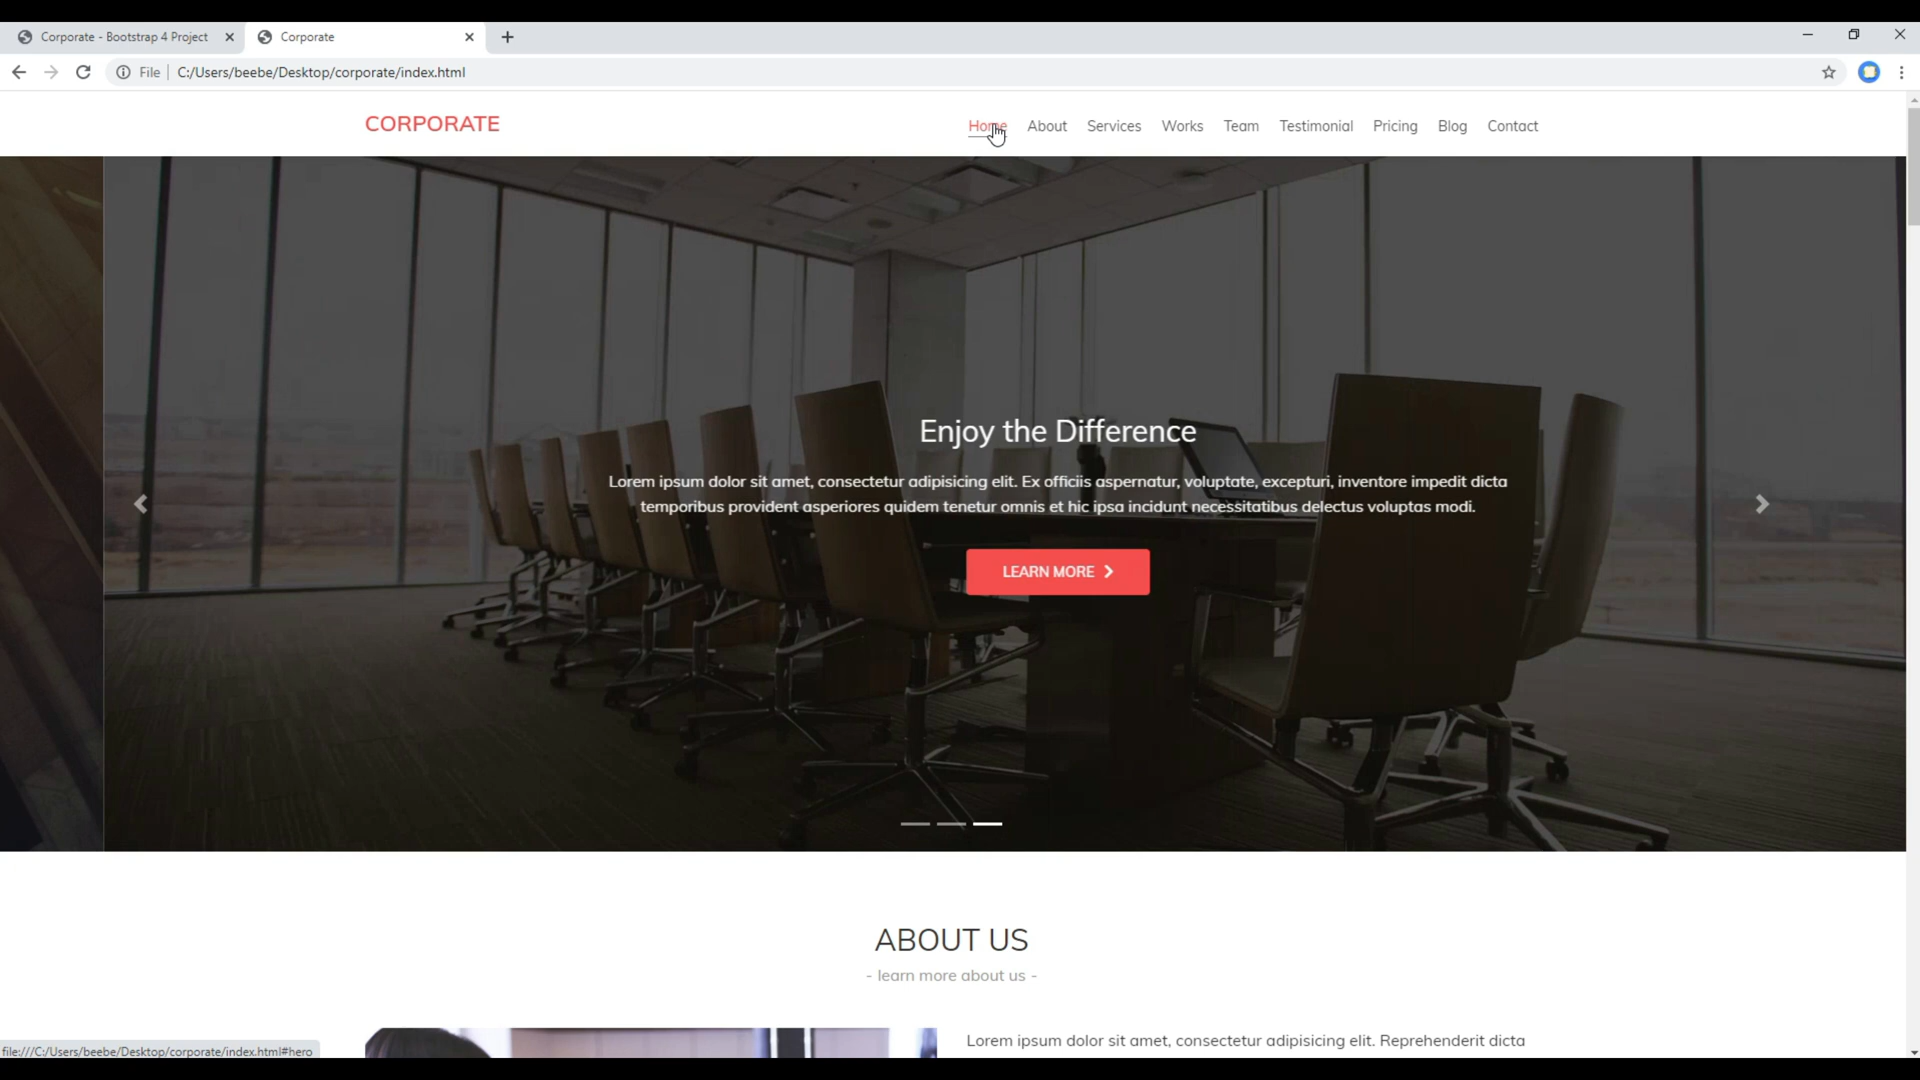 Corporate - Bootstrap 4 Project
Corporate
File
C:/Users/beebe/Desktop/corporate/index.html
CORPORATE
Home About Services Works Team Testimonial Pricing Blog Contact
Enjoy the Difference
Lorem ipsum dolor sit amet, consectetur adipisicing elit. Ex officiis aspernatur, voluptate, excepturi, inventore impedit dicta
temporibus provident asperiores quidem tenetur omnis et hic ipsa incidunt necessitatibus delectus voluptas modi.
LEARN MORE
ABOUT US
- learn more about us -
Lorem ipsum dolor sit amet, consectetur adipisicing elit. Reprehenderit dicta
file:///C:/Users/beebe/Desktop/corporate/index.html#hero